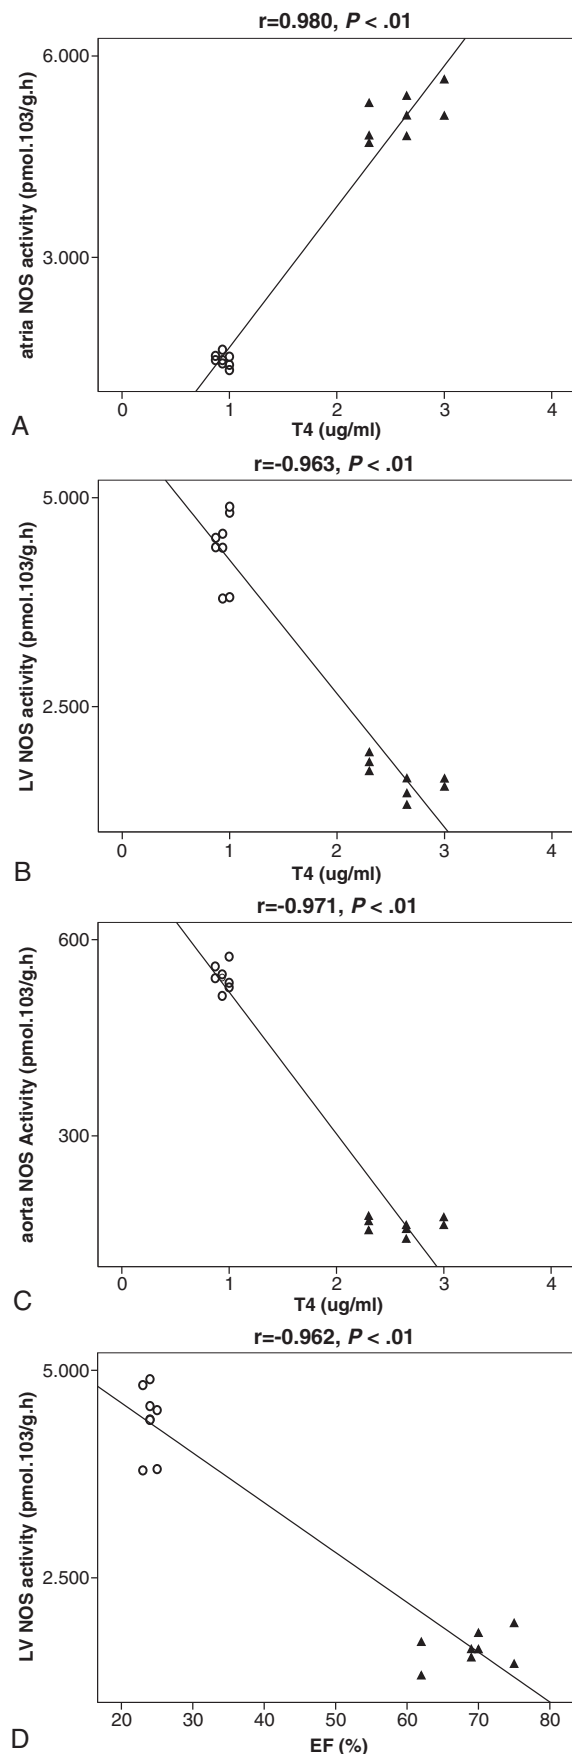 r=0.980, P < .01
6.000
3.000
atria NOS activity (pmol.103/g.h)
0 1 2 3 4
T4 (ug/ml)
A
r=-0.963, P < .01
5.000
2.500
LV NOS activity (pmol.103/g.h)
0 1 2 3 4
T4 (ug/ml)
B
r=-0.971, P < .01
600
300
aorta NOS Activity (pmol.103/g.h)
0 1 2 3 4
T4 (ug/ml)
C
r=-0.962, P < .01
5.000
2.500
LV NOS activity (pmol.103/g.h)
20 30 40 50 60 70 80
EF (%)
D